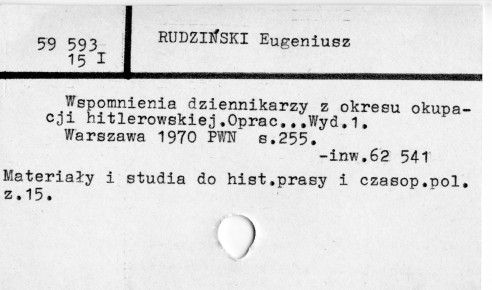 59 593
15 I
RUDZIŃSKI Eugeniusz
Wspomnienia dziennikarzy z okresu okupa-
cji hitlerowskiej.Oprac...Wyd.1.
Warszawa 1970 PWN s.255.
-inw.62 541
Materiały i studia do hist.prasy i czasop.pol.
z.15.